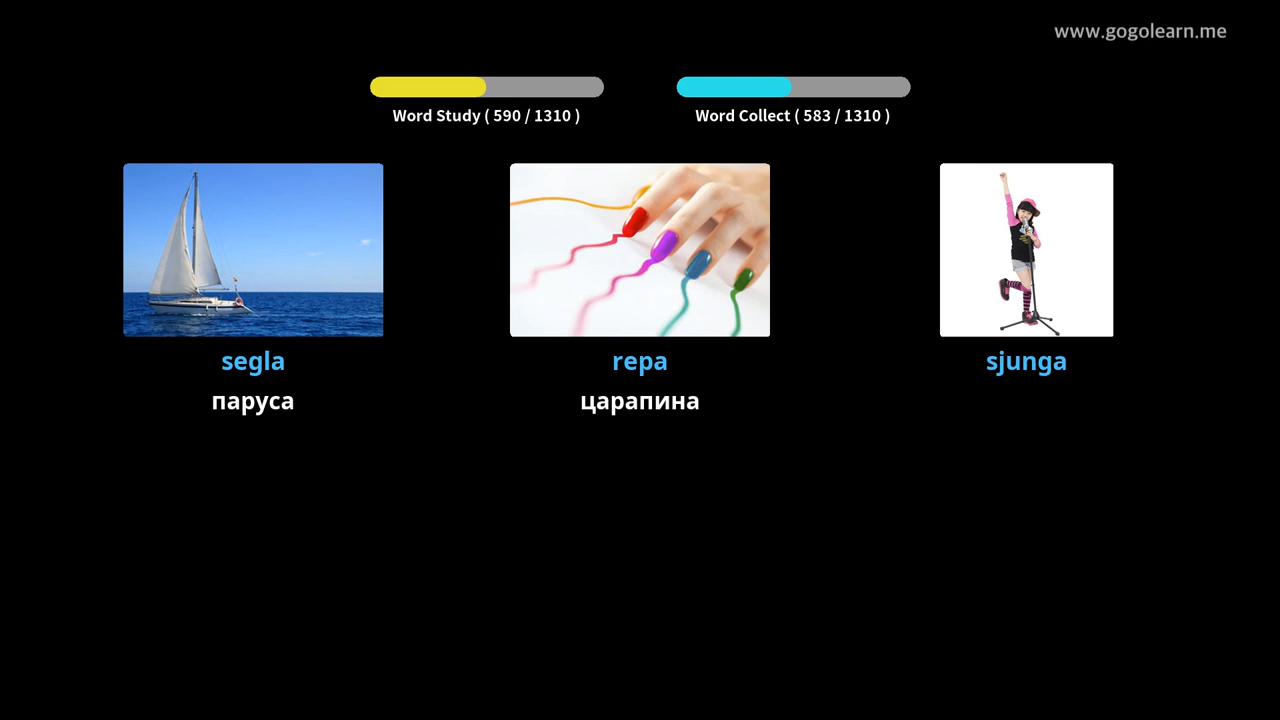 www.gogolearn.me
Word Study ( 590 / 1310 )
Word Collect ( 583 / 1310 )
segla
паруса
repa
царапина
sjunga